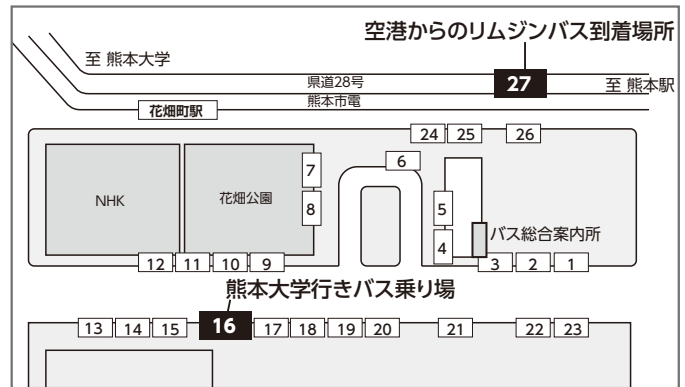 空港からのリムジンバス到着場所
至 熊本大学
県道28号
27
至 熊本駅
熊本市電
花畑町駅
24 25 26
6
7
NHK
花畑公園
8
5
4
バス総合案内所
12 11 10 9
3 2 1
熊本大学行きバス乗り場
13 14 15 16 17 18 19 20 21 22 23